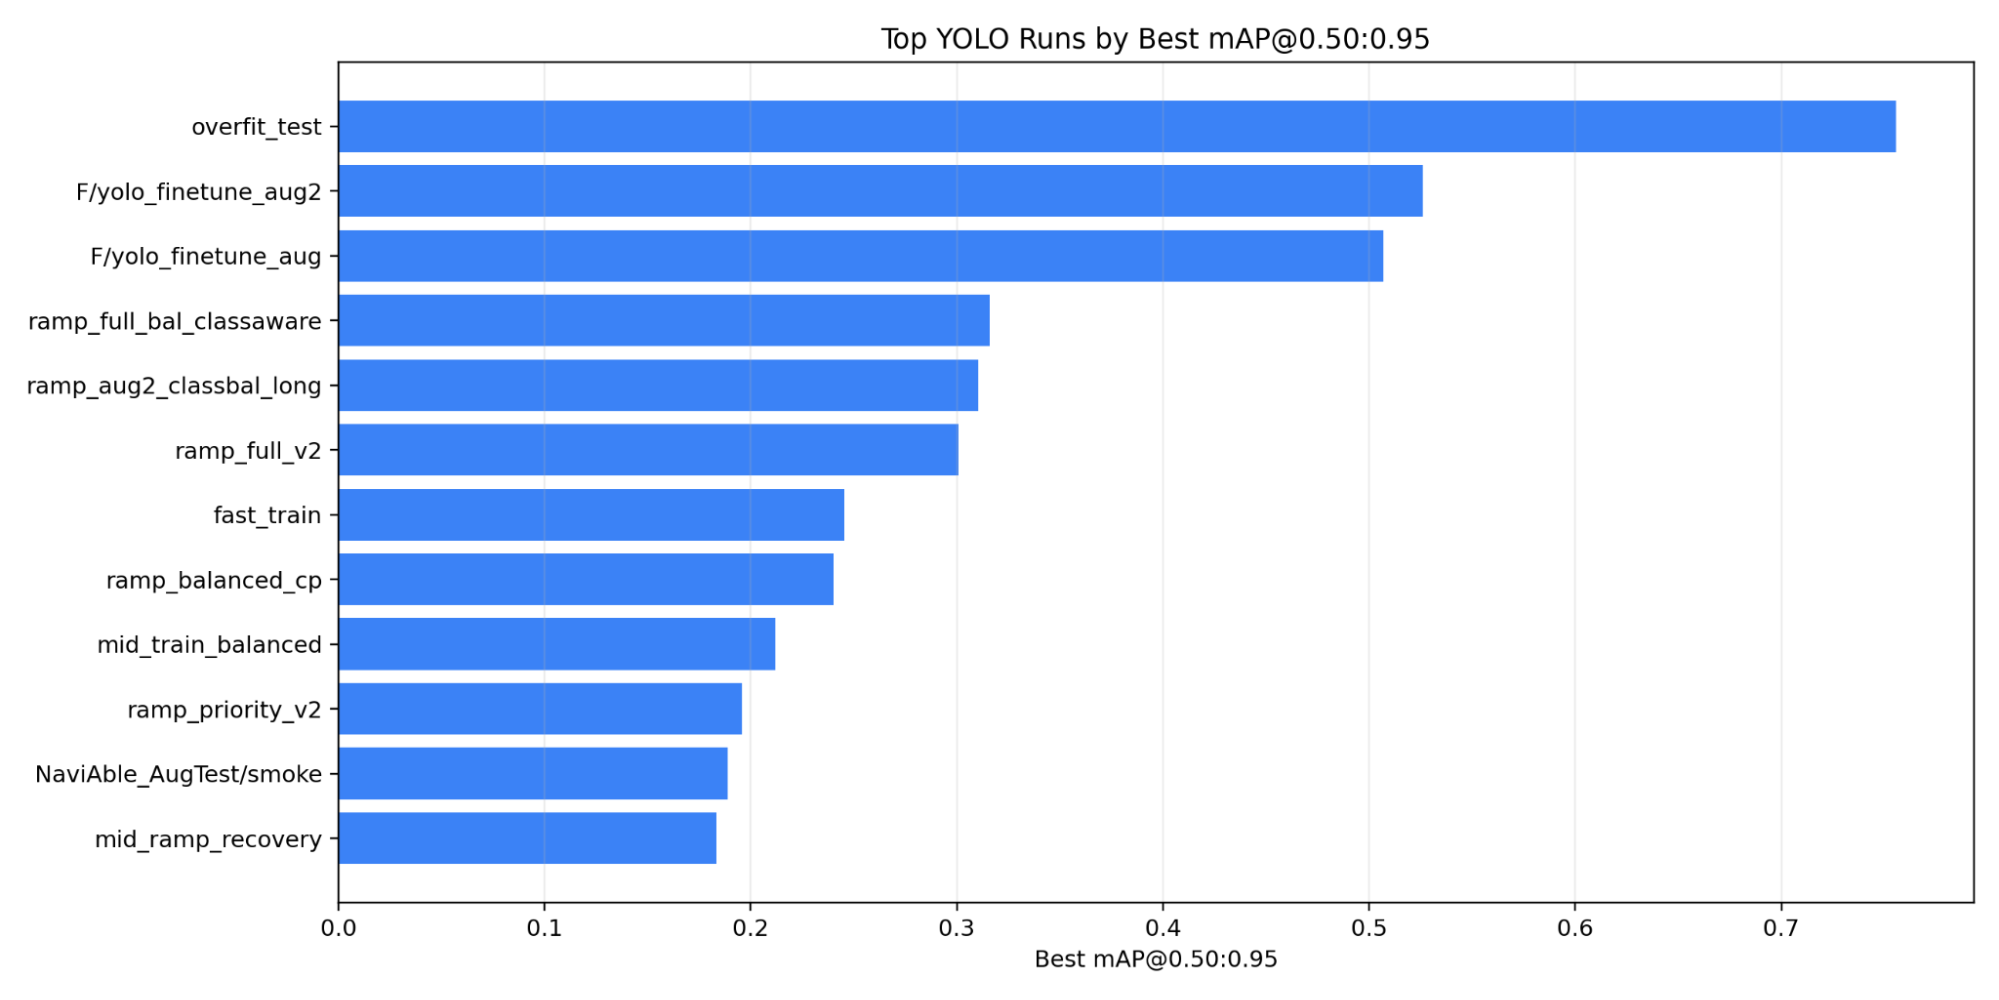 Top YOLO Runs by Best mAP@0.50:0.95
overfit_test
F/yolo_finetune_aug2
F/yolo_finetune_aug
ramp_full_bal_classaware
ramp_aug2_classbal_long
ramp_full_v2
fast_train
ramp_balanced_cp
mid_train_balanced
ramp_priority_v2
NaviAble_AugTest/smoke
mid_ramp_recovery
0.0 0.1 0.2 0.3 0.4 0.5 0.6 0.7
Best mAP@0.50:0.95